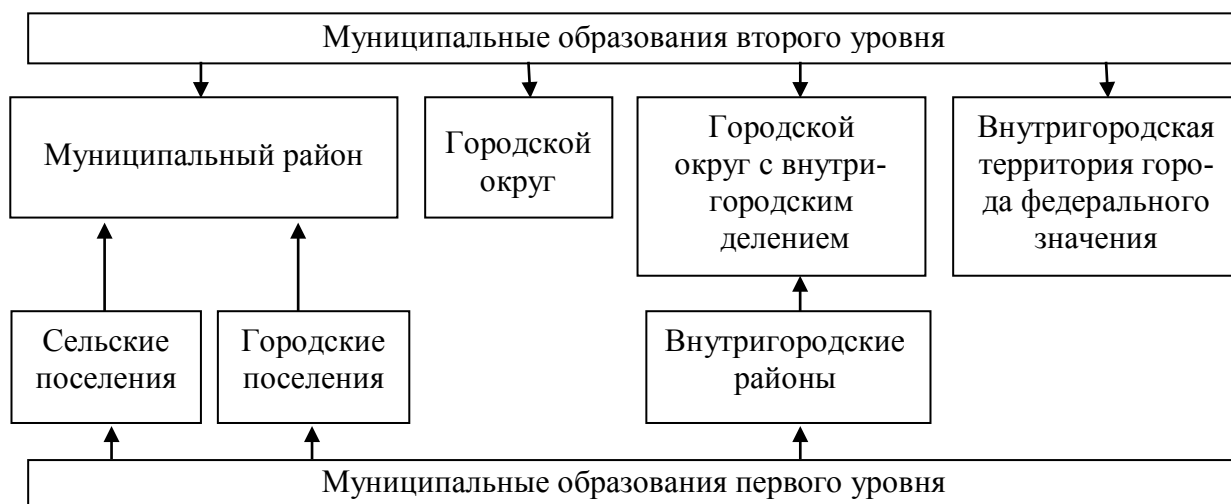 Муниципальные образования второго уровня
Муниципальный район
Городской
округ
Городской
округ с внутри-
городским
делением
Внутригородская
территория горо-
да федерального
значения
Сельские
поселения
Городские
поселения
Внутригородские
районы
Муниципальные образования первого уровня